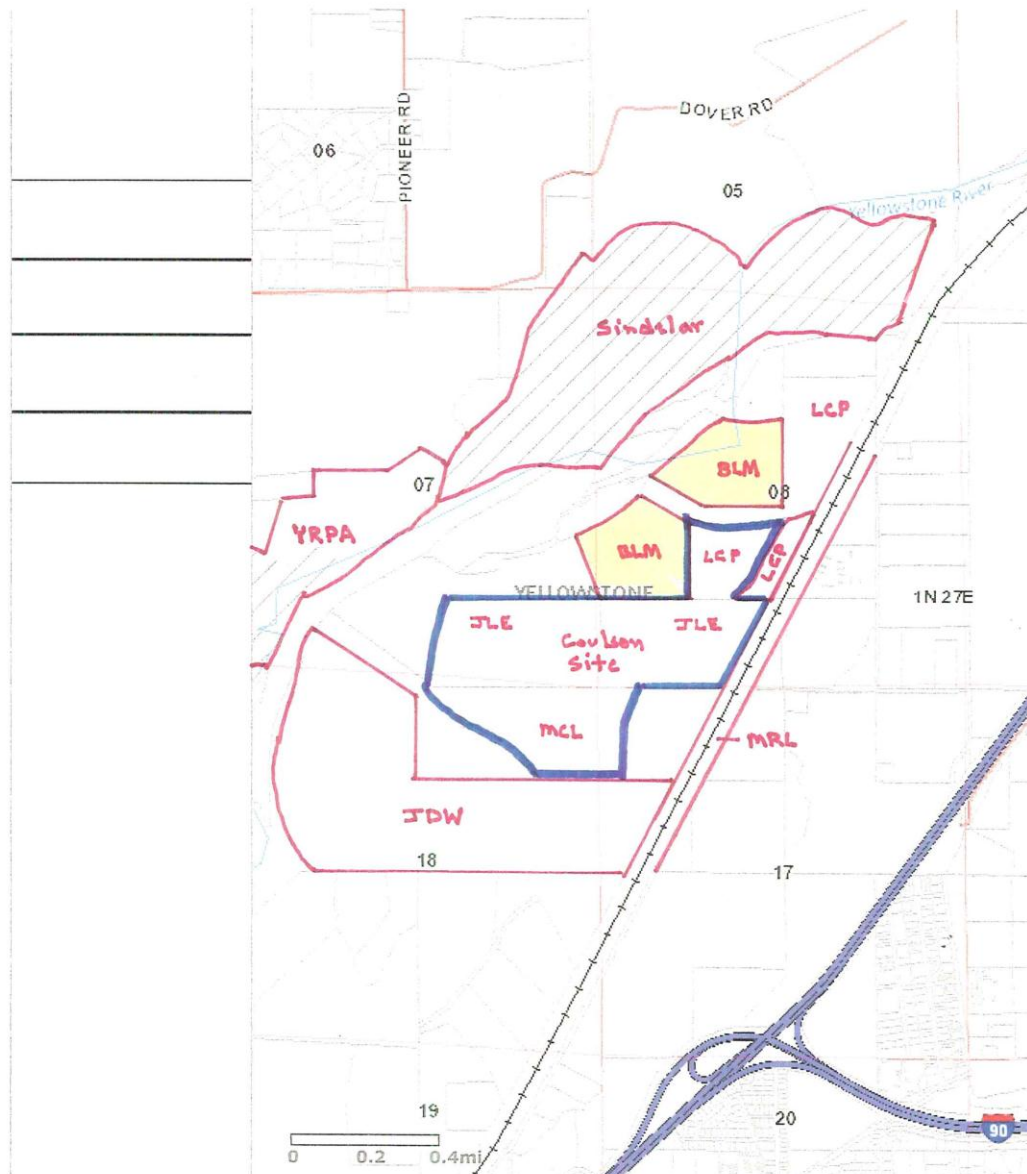 DOVER RD
PIONEER RD
06
05
Yellowstone River
Sindelar
LCP
BLM
07
08
YRPA
BLM
LCP
LCP
YELLOWSTONE
1N 27E
JLE
JLE
Coulson
Site
MCL
MRL
JDW
18
17
19
20
90
0 0.2 0.4mi